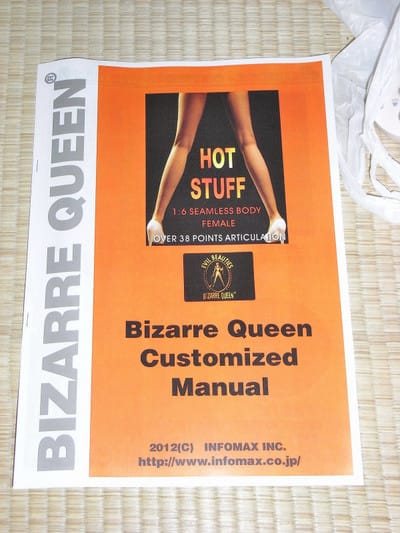 BIZARRE QUEEN®
HOT
STUFF
1:6 SEAMLESS BODY
FEMALE
OVER 38 POINTS ARTICULATION
EVIL BEAUTIES
BIZARRE QUEEN™
Bizarre Queen
Customized
Manual
2012(C) INFOMAX INC.
http://www.infomax.co.jp/